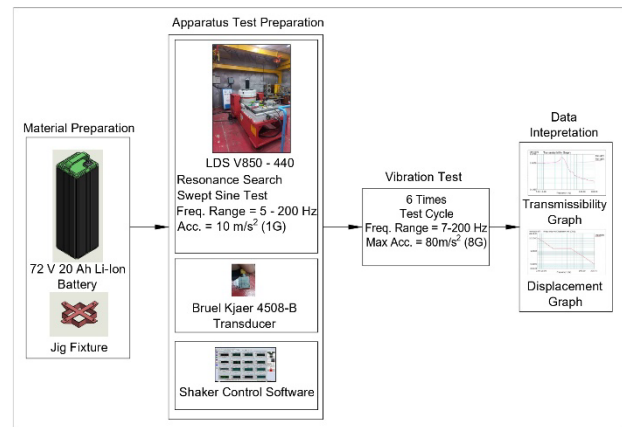 Apparatus Test Preparation
Material Preparation
72 V 20 Ah Li-Ion
Battery
Jig Fixture
LDS V850 - 440
Resonance Search
Swept Sine Test
Freq. Range = 5 - 200 Hz
Acc. = 10 m/s² (1G)
Bruel Kjaer 4508-B
Transducer
Shaker Control Software
Vibration Test
6 Times
Test Cycle
Freq. Range = 7-200 Hz
Max Acc. = 80m/s² (8G)
Data
Intepretation
Transmissibility
Graph
Displacement
Graph